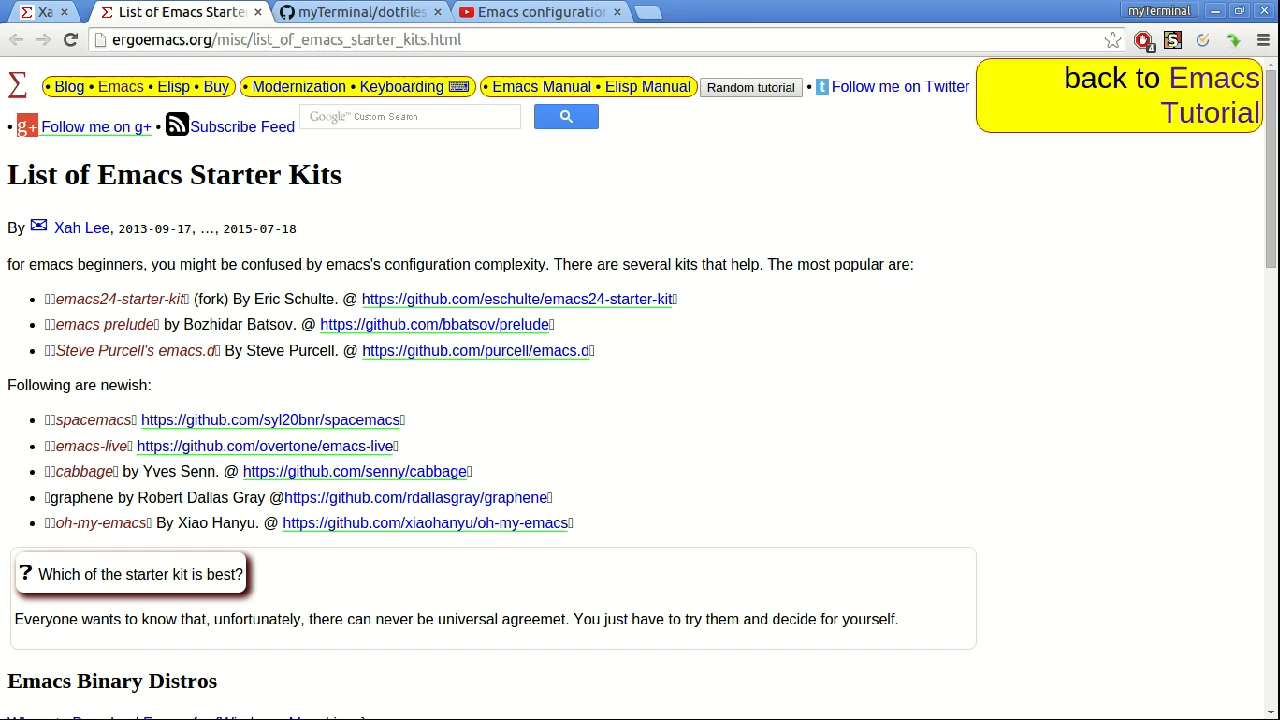 Xa
List of Emacs Starter
myTerminal/dotfiles
Emacs configuration
myTerminal
ergoemacs.org/misc/list_of_emacs_starter_kits.html
4
• Blog • Emacs • Elisp • Buy
• Modernization • Keyboarding ⌨
• Emacs Manual • Elisp Manual
Random tutorial
• t Follow me on Twitter
back to Emacs Tutorial
• g+ Follow me on g+ • Subscribe Feed
Google™ Custom Search
List of Emacs Starter Kits
By ✉ Xah Lee, 2013-09-17, …, 2015-07-18
for emacs beginners, you might be confused by emacs's configuration complexity. There are several kits that help. The most popular are:
• emacs24-starter-kit (fork) By Eric Schulte. @ https://github.com/eschulte/emacs24-starter-kit
• emacs prelude by Bozhidar Batsov. @ https://github.com/bbatsov/prelude
• Steve Purcell's emacs.d By Steve Purcell. @ https://github.com/purcell/emacs.d
Following are newish:
• spacemacs https://github.com/syl20bnr/spacemacs
• emacs-live https://github.com/overtone/emacs-live
• cabbage by Yves Senn. @ https://github.com/senny/cabbage
• graphene by Robert Dallas Gray @https://github.com/rdallasgray/graphene
• oh-my-emacs By Xiao Hanyu. @ https://github.com/xiaohanyu/oh-my-emacs
? Which of the starter kit is best?
Everyone wants to know that, unfortunately, there can never be universal agreemet. You just have to try them and decide for yourself.
Emacs Binary Distros